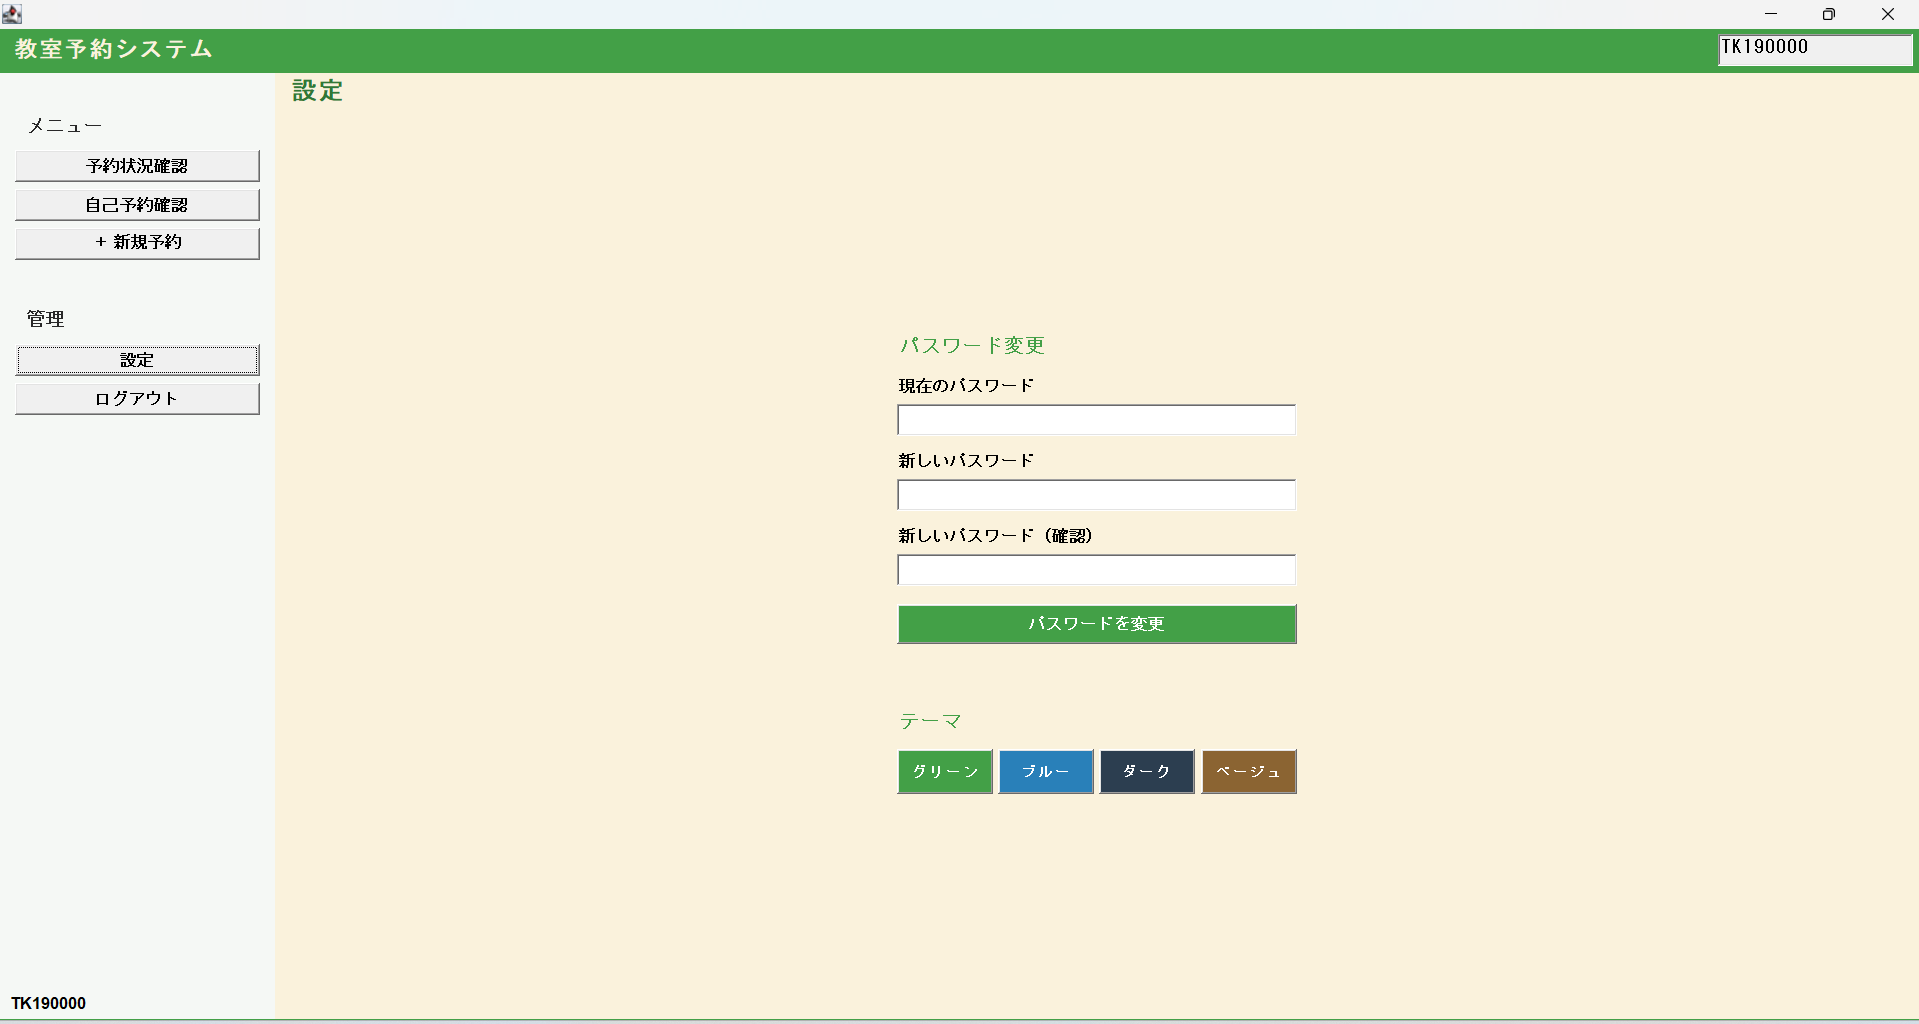 教室予約システム
TK190000
設定
メニュー
予約状況確認
自己予約確認
+ 新規予約
管理
設定
ログアウト
パスワード変更
現在のパスワード
新しいパスワード
新しいパスワード（確認）
パスワードを変更
テーマ
グリーン ブルー ダーク ベージュ
TK190000